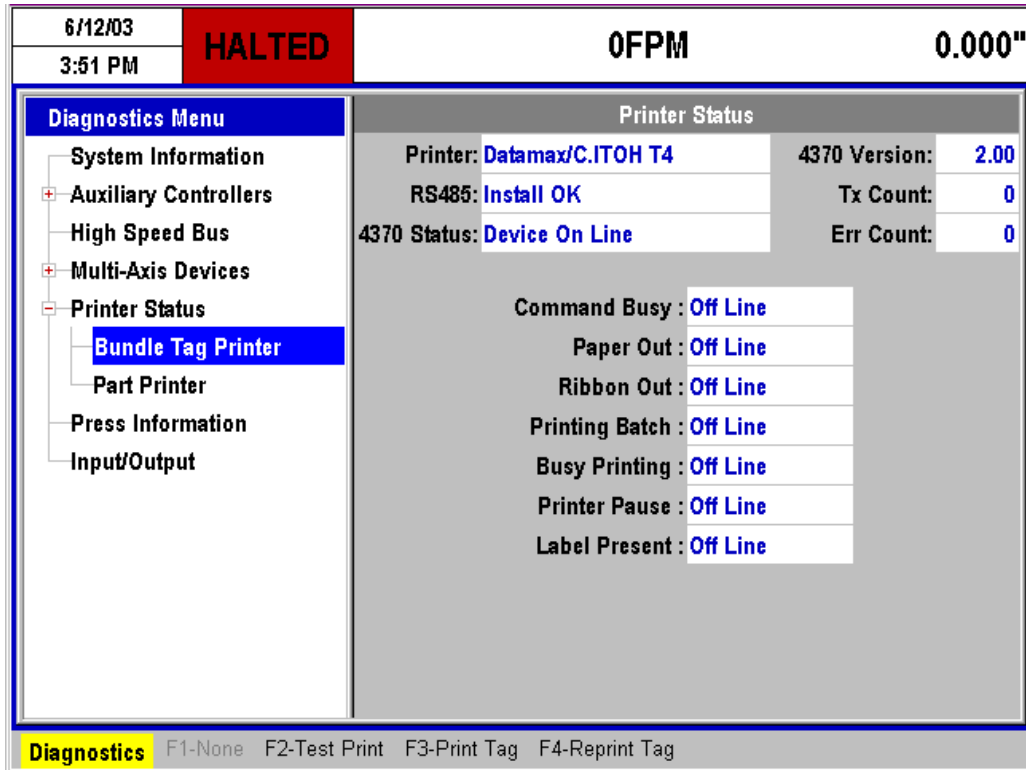 6/12/03
3:51 PM
HALTED
0FPM
0.000"
Diagnostics Menu
System Information
Auxiliary Controllers
High Speed Bus
Multi-Axis Devices
Printer Status
Bundle Tag Printer
Part Printer
Press Information
Input/Output
Printer Status
Printer: Datamax/C.ITOH T4 4370 Version: 2.00
RS485: Install OK Tx Count: 0
4370 Status: Device On Line Err Count: 0
Command Busy : Off Line
Paper Out : Off Line
Ribbon Out : Off Line
Printing Batch : Off Line
Busy Printing : Off Line
Printer Pause : Off Line
Label Present : Off Line
Diagnostics F1-None F2-Test Print F3-Print Tag F4-Reprint Tag